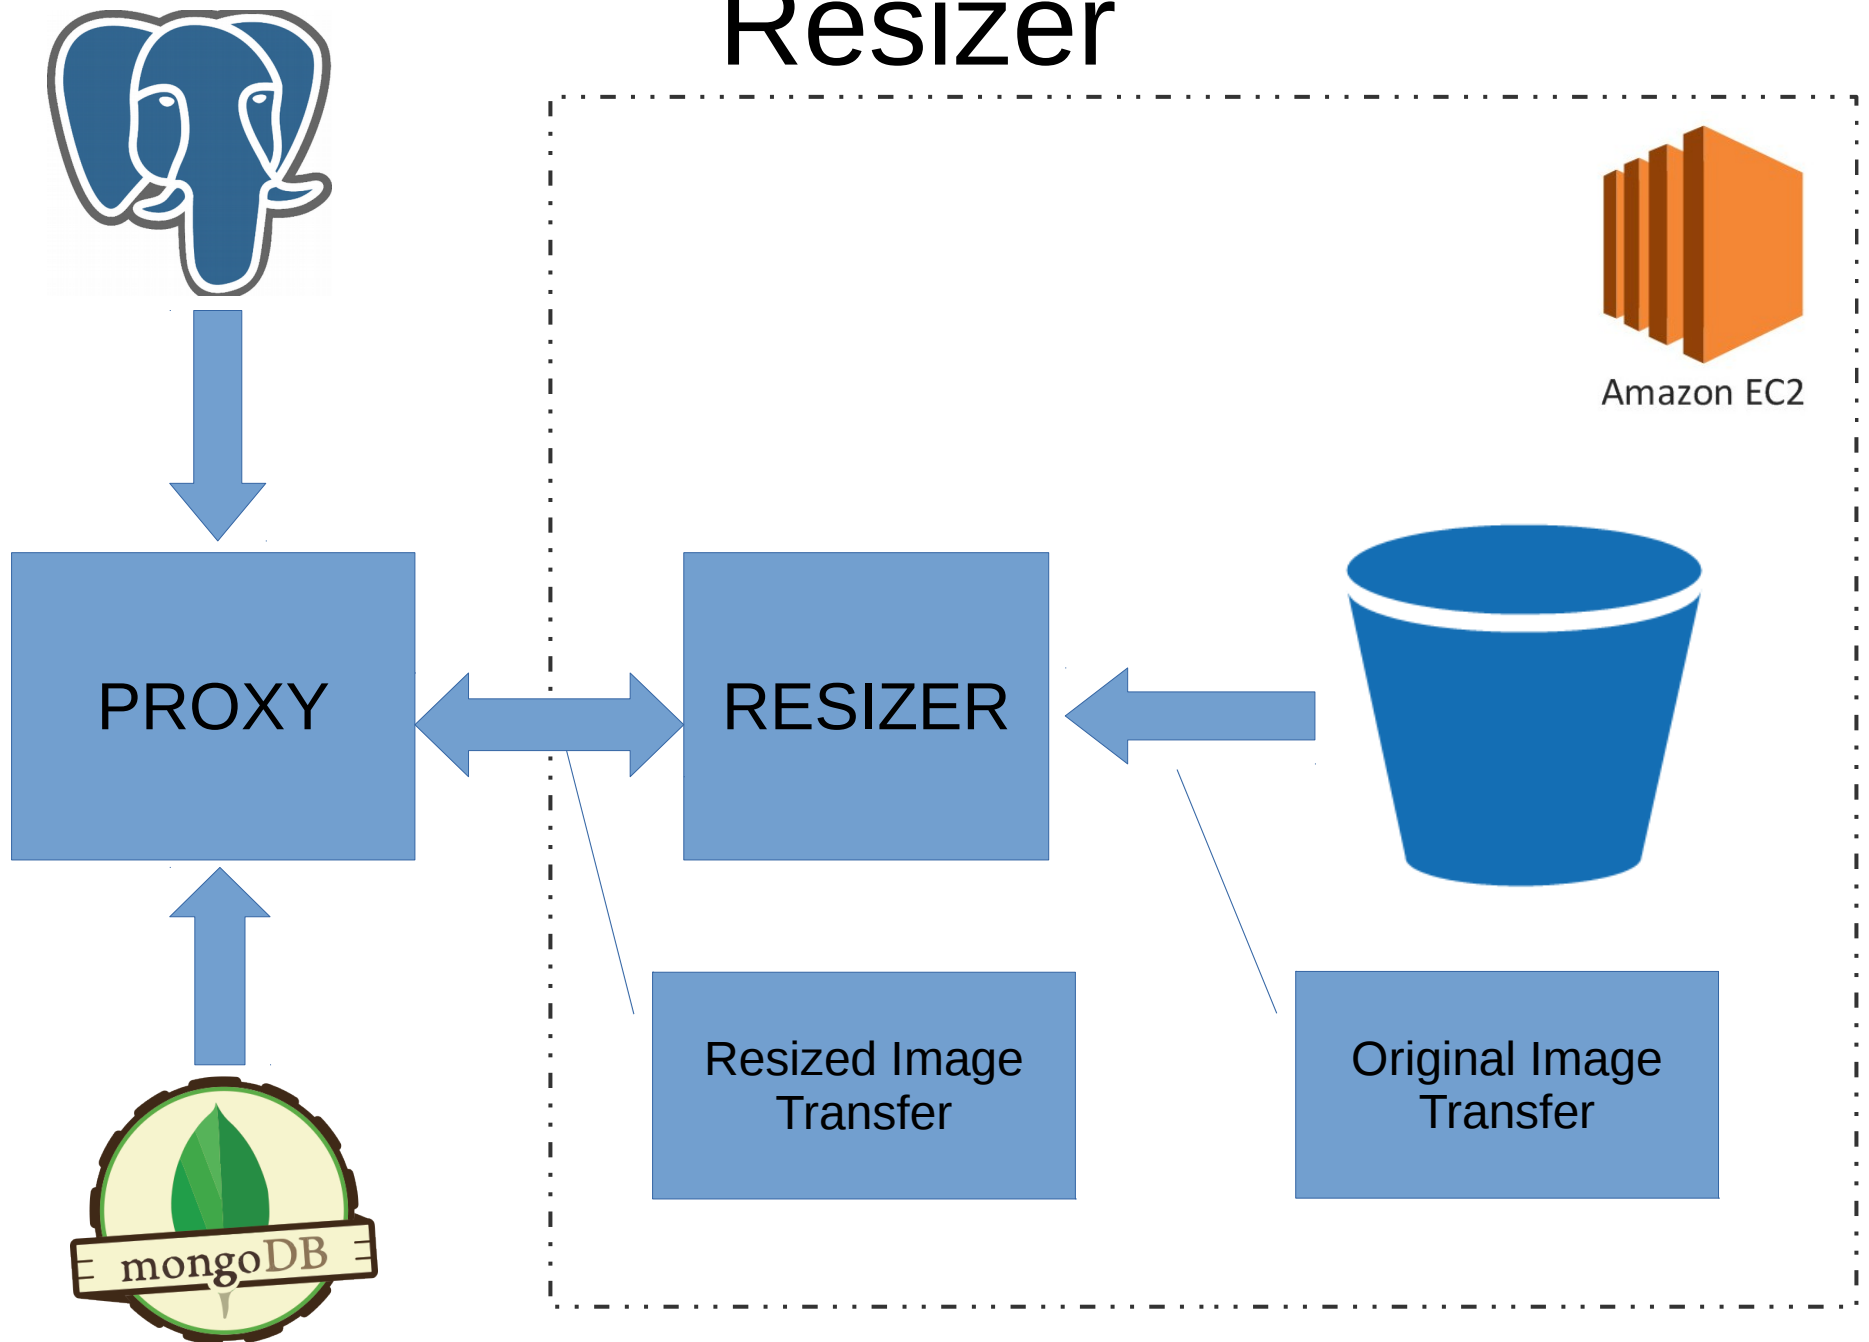 Resizer
Amazon EC2
PROXY
RESIZER
Resized Image
Transfer
Original Image
Transfer
mongoDB